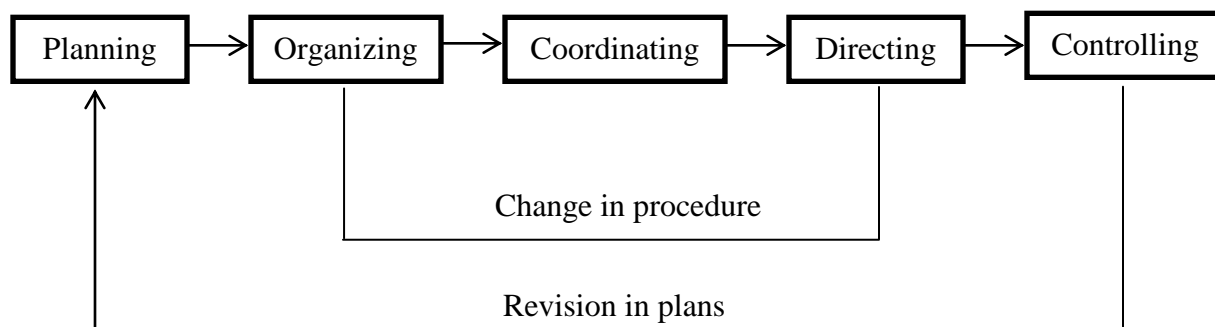 Planning
Organizing
Coordinating
Directing
Controlling
Change in procedure
Revision in plans